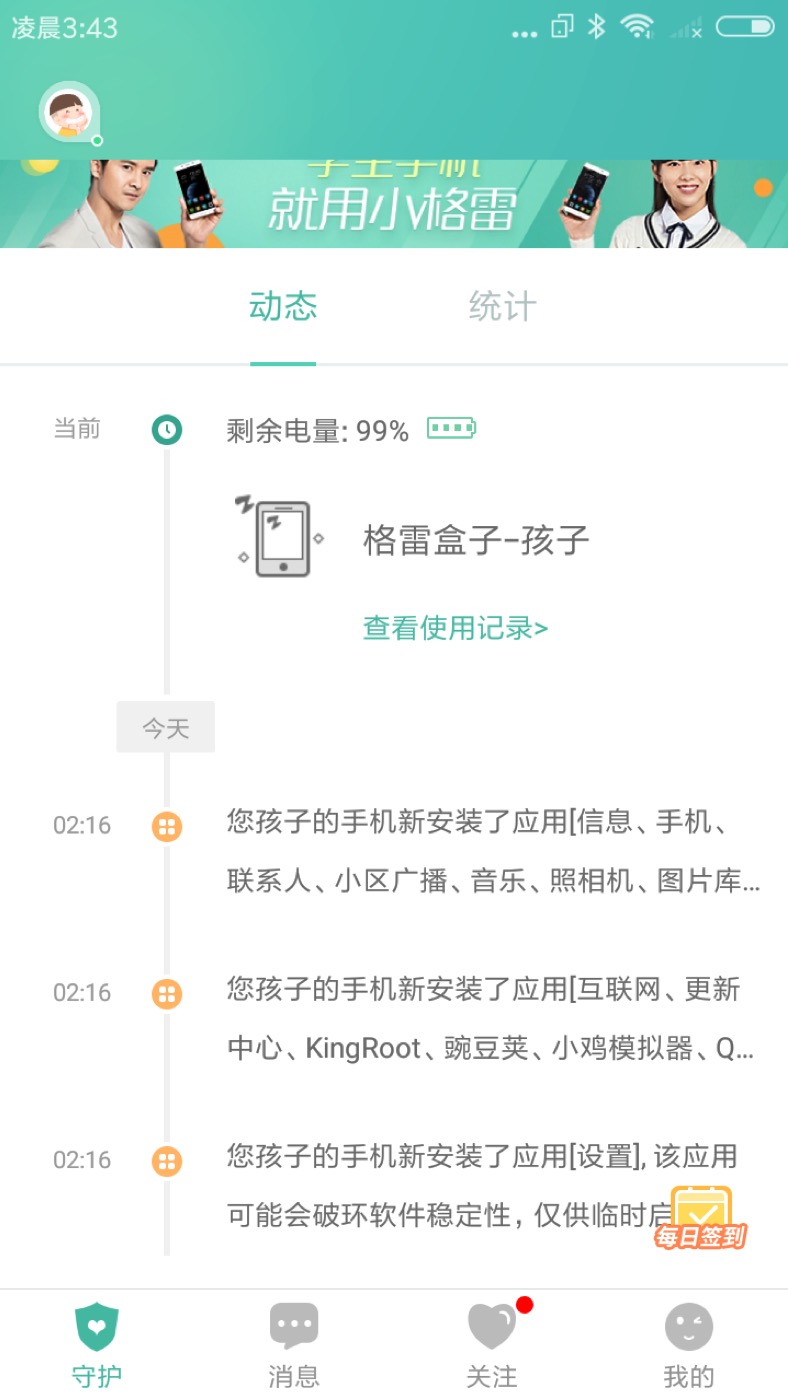 凌晨3:43
学生手机
就用小格雷
动态
统计
当前
剩余电量: 99%
格雷盒子-孩子
查看使用记录>
今天
02:16
您孩子的手机新安装了应用[信息、手机、
联系人、小区广播、音乐、照相机、图片库...
02:16
您孩子的手机新安装了应用[互联网、更新
中心、KingRoot、豌豆荚、小鸡模拟器、Q...
02:16
您孩子的手机新安装了应用[设置], 该应用
可能会破环软件稳定性，仅供临时启
每日签到
守护
消息
关注
我的